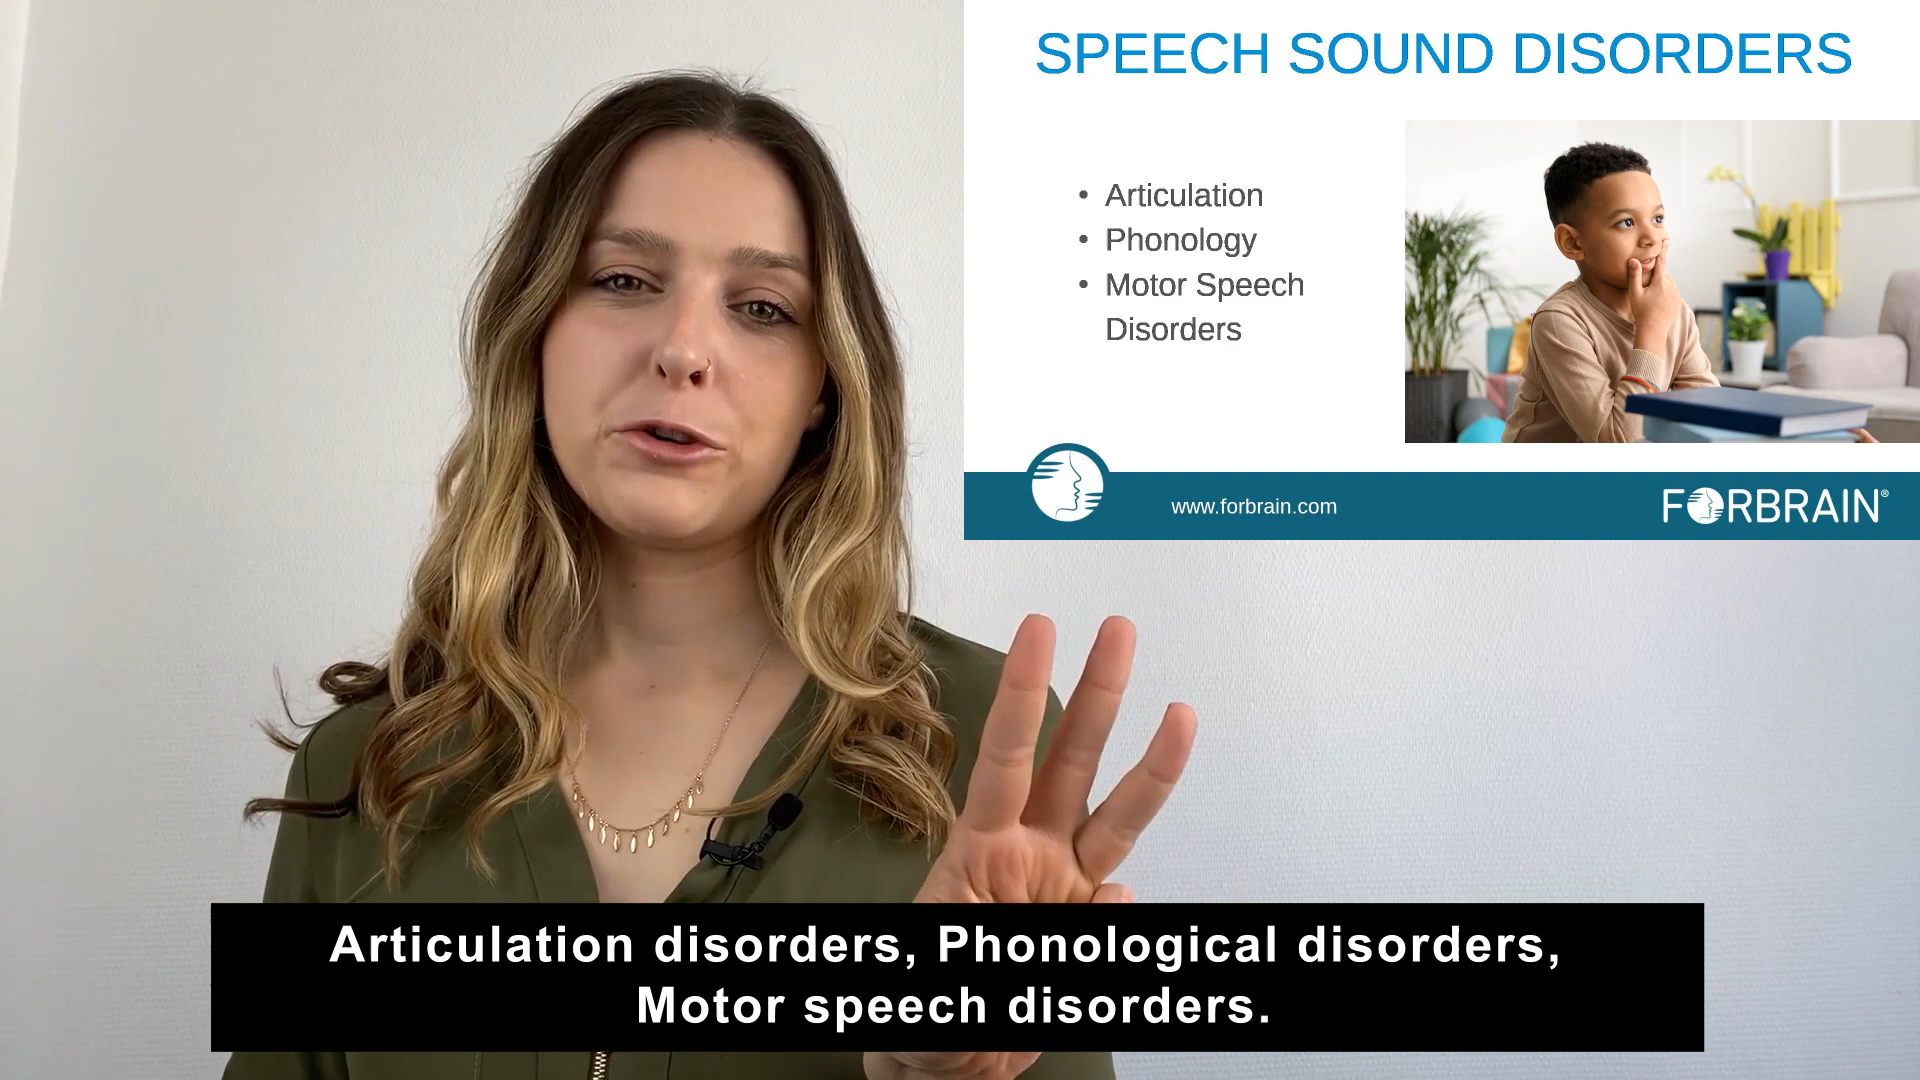 SPEECH SOUND DISORDERS
• Articulation
• Phonology
• Motor Speech
Disorders
www.forbrain.com
FORBRAIN®
Articulation disorders, Phonological disorders,
Motor speech disorders.